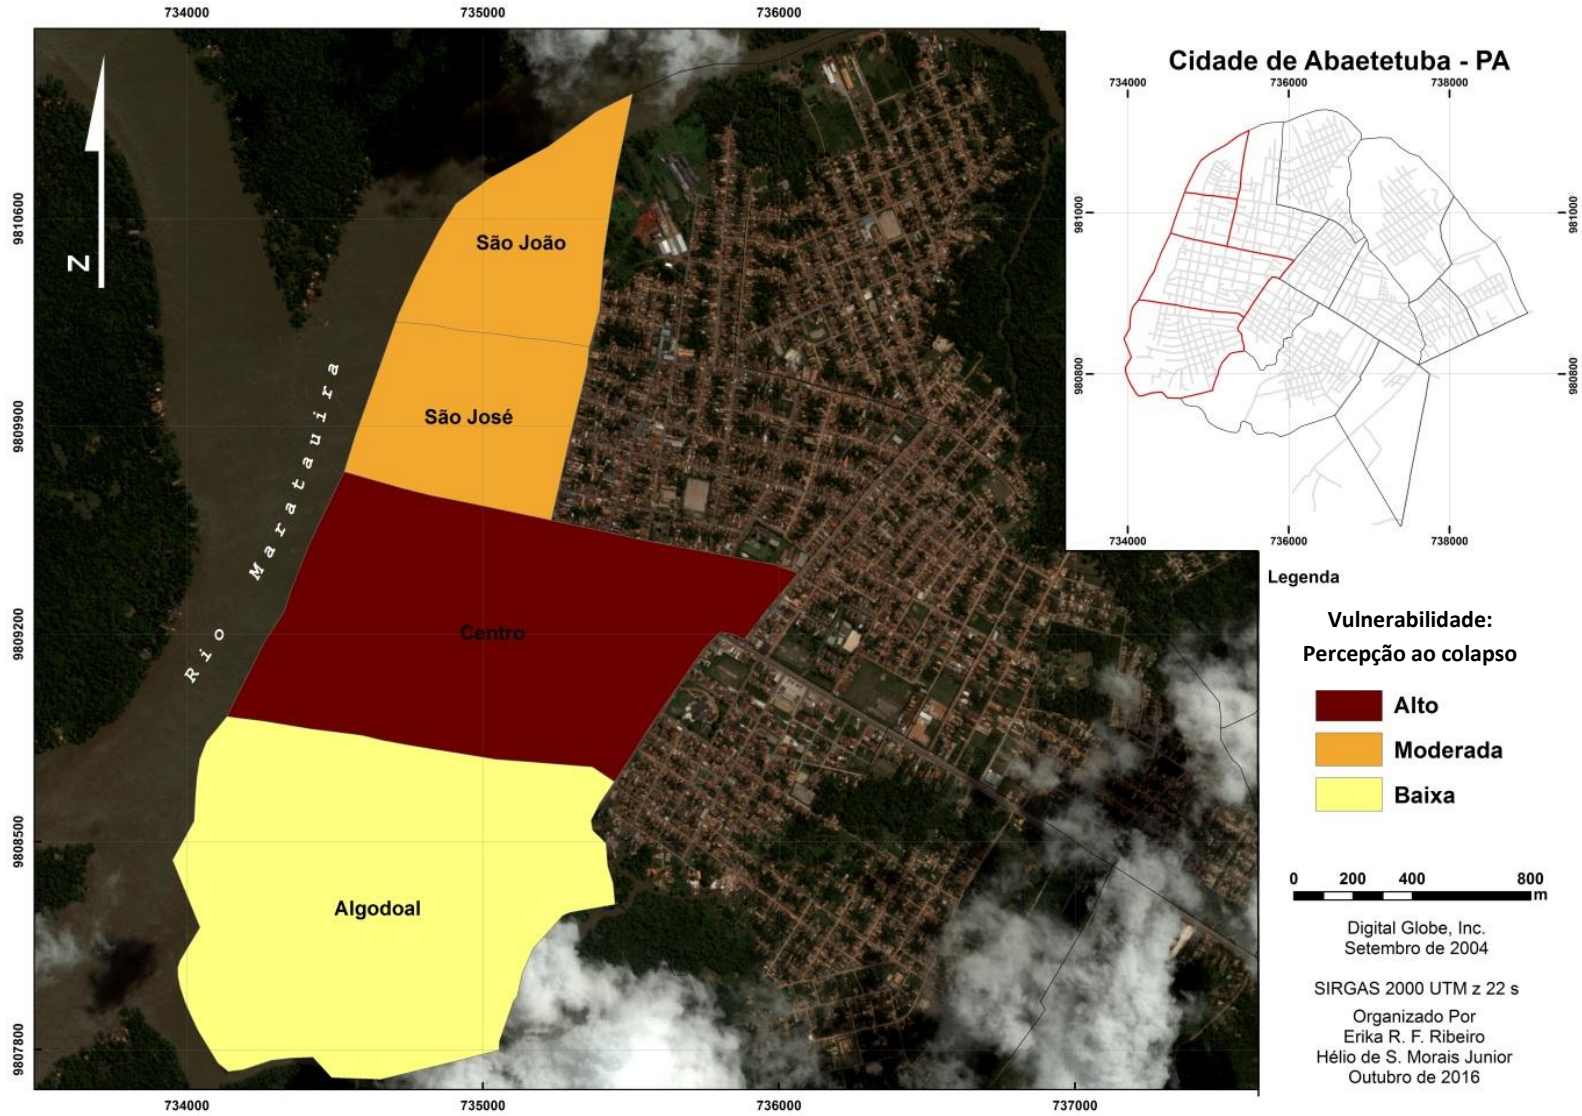 734000
735000
736000
9810600
9809900
9809200
9808500
9807800
Z
São João
São José
Centro
Algodoal
Rio Maratauira
734000
735000
736000
737000
Cidade de Abaetetuba - PA
734000
736000
738000
981000
980800
981000
980800
734000
736000
738000
Legenda
Vulnerabilidade:
Percepção ao colapso
Alto
Moderada
Baixa
0 200 400 800
m
Digital Globe, Inc.
Setembro de 2004
SIRGAS 2000 UTM z 22 s
Organizado Por
Erika R. F. Ribeiro
Hélio de S. Morais Junior
Outubro de 2016